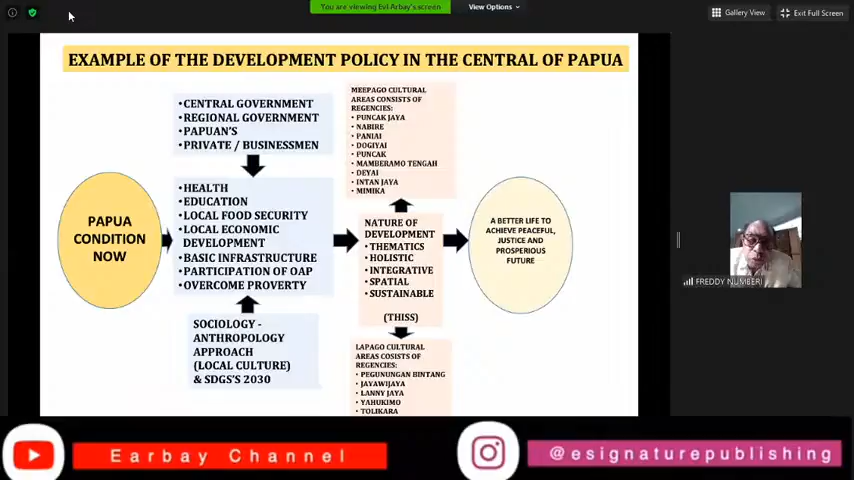 You are viewing Evi Arbay's screen
View Options
Gallery View
Exit Full Screen
EXAMPLE OF THE DEVELOPMENT POLICY IN THE CENTRAL OF PAPUA
PAPUA
CONDITION
NOW
•CENTRAL GOVERNMENT
•REGIONAL GOVERNMENT
•PAPUAN'S
•PRIVATE / BUSINESSMEN
•HEALTH
•EDUCATION
•LOCAL FOOD SECURITY
•LOCAL ECONOMIC
DEVELOPMENT
•BASIC INFRASTRUCTURE
•PARTICIPATION OF OAP
•OVERCOME PROVERTY
SOCIOLOGY -
ANTHROPOLOGY
APPROACH
(LOCAL CULTURE)
& SDGS'S 2030
MEEPAGO CULTURAL
AREAS CONSISTS OF
REGENCIES:
• PUNCAK JAYA
• NABIRE
• PANIAI
• DOGIYAI
• PUNCAK
• MAMBERAMO TENGAH
• DEYAI
• INTAN JAYA
• MIMIKA
NATURE OF
DEVELOPMENT
•THEMATICS
•HOLISTIC
•INTEGRATIVE
•SPATIAL
•SUSTAINABLE
(THISS)
LAPAGO CULTURAL
AREAS COSISTS OF
REGENCIES:
• PEGUNUNGAN BINTANG
• JAYAWIJAYA
• LANNY JAYA
• YAHUKIMO
• TOLIKARA
A BETTER LIFE TO
ACHIEVE PEACEFUL,
JUSTICE AND
PROSPRIOUS
FUTURE
FREDDY NUMBERI
Earbay Channel
@esignaturepublishing